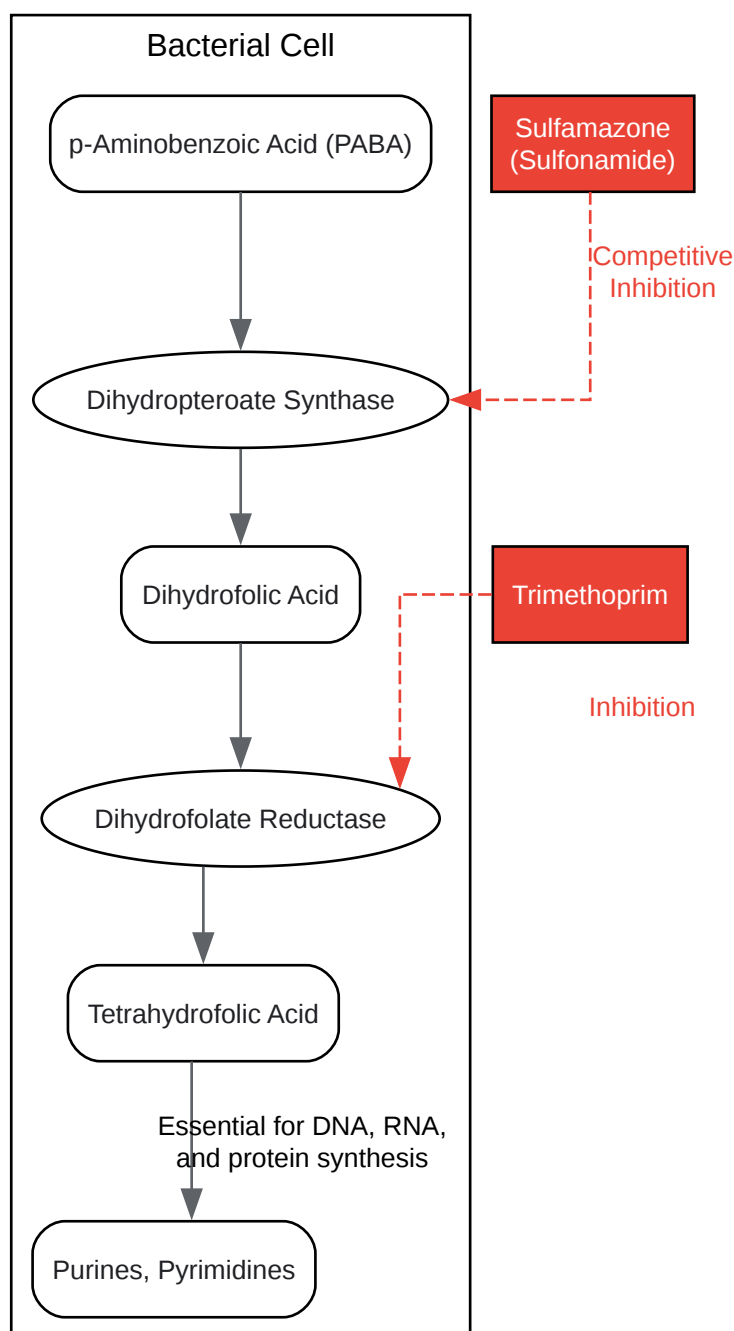 Bacterial Cell
p-Aminobenzoic Acid (PABA)
Sulfamazone
(Sulfonamide)
Competitive
Inhibition
Dihydropteroate Synthase
Dihydrofolic Acid
Trimethoprim
Inhibition
Dihydrofolate Reductase
Tetrahydrofolic Acid
Essential for DNA, RNA,
and protein synthesis
Purines, Pyrimidines